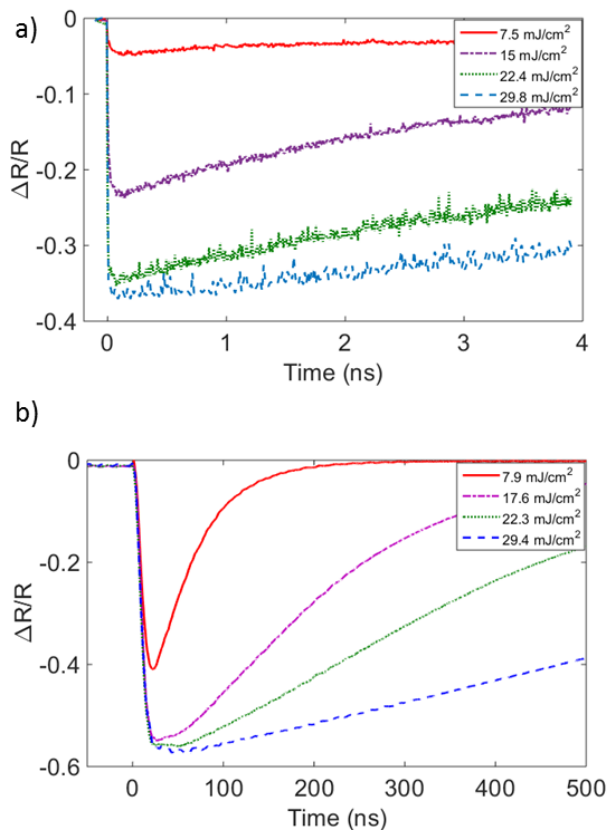 a)
0
-0.1
-0.2
-0.3
-0.4
ΔR/R
7.5 mJ/cm²
15 mJ/cm²
22.4 mJ/cm²
29.8 mJ/cm²
0 1 2 3 4
Time (ns)
b)
0
-0.2
-0.4
-0.6
ΔR/R
7.9 mJ/cm²
17.6 mJ/cm²
22.3 mJ/cm²
29.4 mJ/cm²
0 100 200 300 400 500
Time (ns)